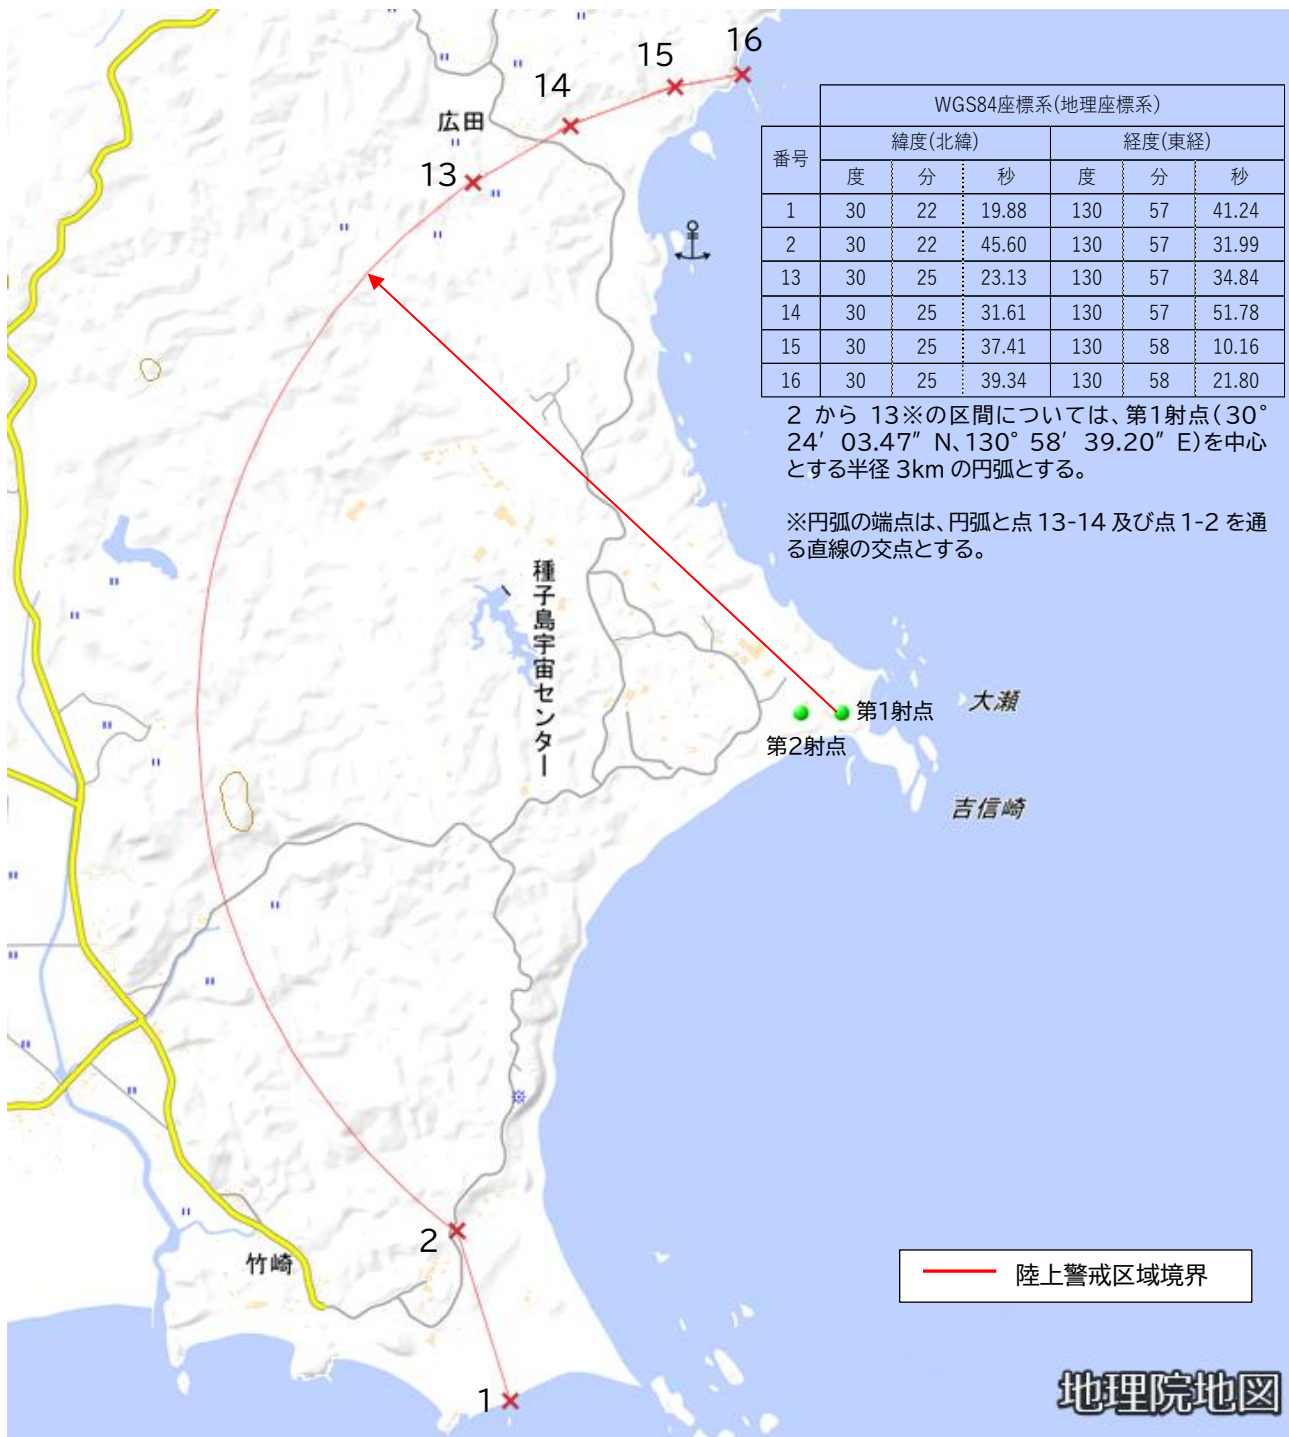 16
15
14
広田
13
WGS84座標系(地理座標系)
番号 緯度(北緯) 経度(東経)
度 分 秒 度 分 秒
1 30 22 19.88 130 57 41.24
2 30 22 45.60 130 57 31.99
13 30 25 23.13 130 57 34.84
14 30 25 31.61 130 57 51.78
15 30 25 37.41 130 58 10.16
16 30 25 39.34 130 58 21.80
2 から 13※の区間については、第1射点(30°
24′ 03.47″ N、130° 58′ 39.20″ E)を中心
とする半径 3km の円弧とする。
※円弧の端点は、円弧と点 13-14 及び点 1-2 を通
る直線の交点とする。
種子島宇宙センター
大瀬
第1射点
第2射点
吉信崎
2
竹崎
陸上警戒区域境界
1
地理院地図